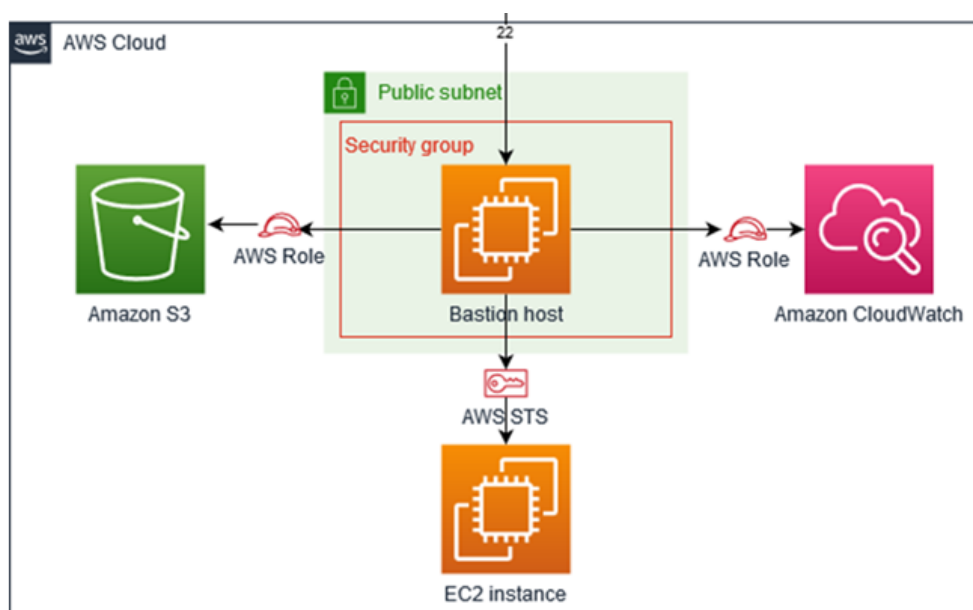 22
aws
AWS Cloud
Public subnet
Security group
AWS Role
AWS Role
Amazon S3
Bastion host
Amazon CloudWatch
AWS STS
EC2 instance